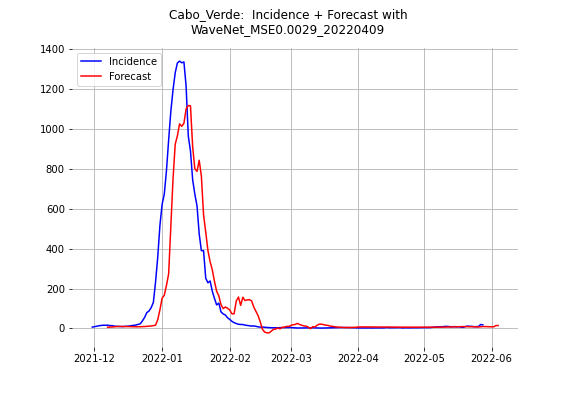 Cabo_Verde:  Incidence + Forecast with
WaveNet_MSE0.0029_20220409
Incidence
Forecast
1400
1200
1000
800
600
400
200
0
2021-12 2022-01 2022-02 2022-03 2022-04 2022-05 2022-06